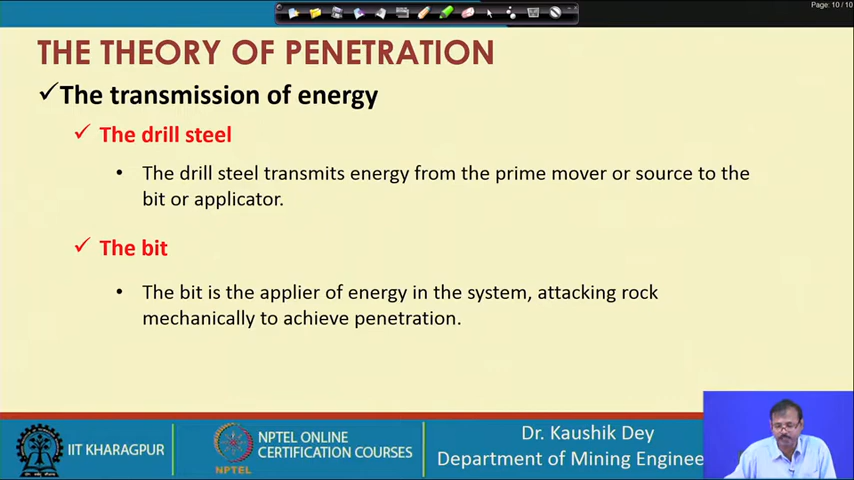 Page: 10 / 10
THE THEORY OF PENETRATION
✓The transmission of energy
✓ The drill steel
• The drill steel transmits energy from the prime mover or source to the
bit or applicator.
✓ The bit
• The bit is the applier of energy in the system, attacking rock
mechanically to achieve penetration.
IIT KHARAGPUR
NPTEL
NPTEL ONLINE
CERTIFICATION COURSES
Dr. Kaushik Dey
Department of Mining Enginee